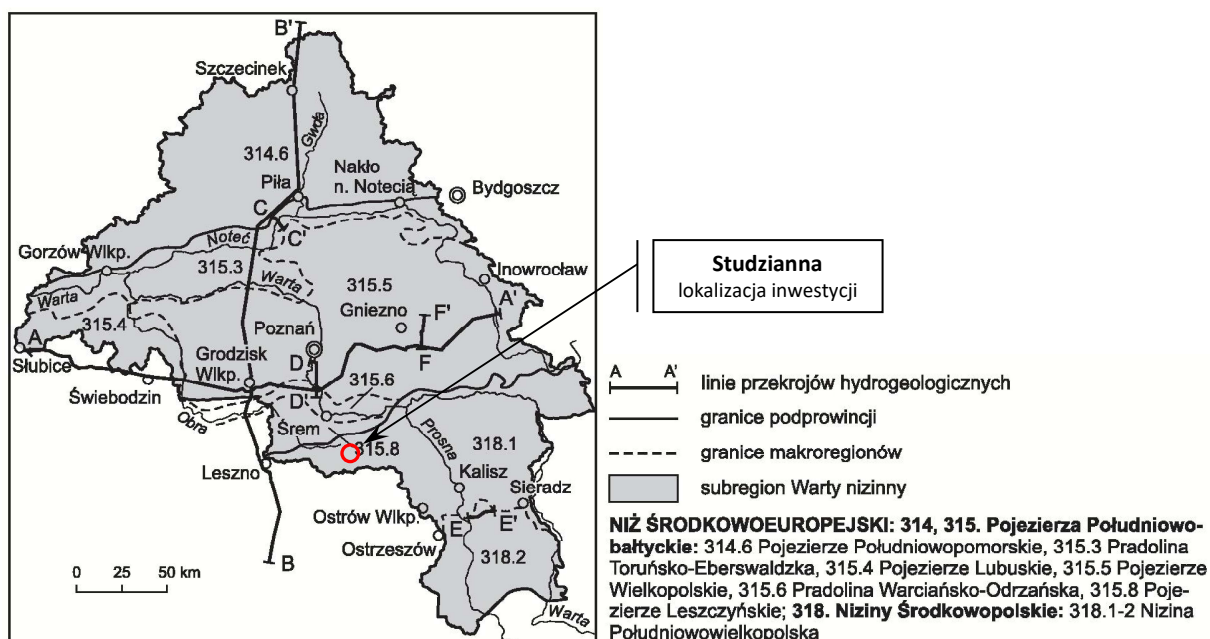 B'
Szczecinek
Gwda
314.6
Nakło
n. Notecią
Piła
Bydgoszcz
C
C'
Noteć
Gorzów Wlkp.
315.3
Inowrocław
Warta
Warta
315.5
A'
315.4
Gniezno
F'
Poznań
A
Słubice
Grodzisk
Wlkp.
D
F
Świebodzin
D'
315.6
Obra
Śrem
Prosna
318.1
315.8
Leszno
Kalisz
Sieradz
Ostrów Wlkp.
E
E'
Ostrzeszów
318.2
B
0 25 50 km
Warta
Studzianna
lokalizacja inwestycji
A A'
linie przekrojów hydrogeologicznych
granice podprowincji
granice makroregionów
subregion Warty nizinny
NIŻ ŚRODKOWOEUROPEJSKI: 314, 315. Pojezierza Południowo-
bałtyckie: 314.6 Pojezierze Południowopomorskie, 315.3 Pradolina
Toruńsko-Eberswaldzka, 315.4 Pojezierze Lubuskie, 315.5 Pojezierze
Wielkopolskie, 315.6 Pradolina Warciańsko-Odrzańska, 315.8 Poje-
zierze Leszczyńskie; 318. Niziny Środkowopolskie: 318.1-2 Nizina
Południowowielkopolska